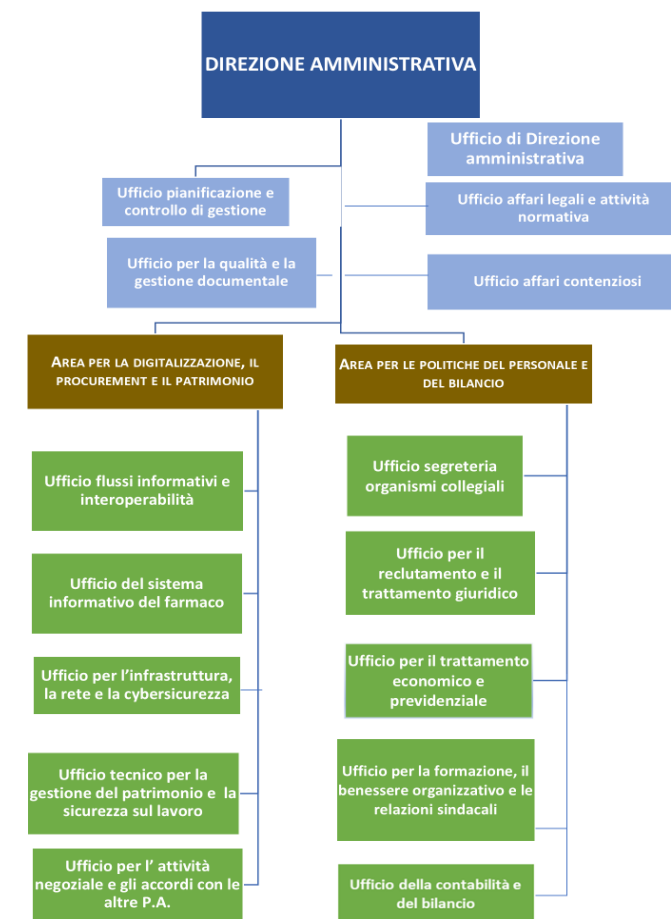 DIREZIONE AMMINISTRATIVA
Ufficio di Direzione
amministrativa
Ufficio pianificazione e
controllo di gestione
Ufficio affari legali e attività
normativa
Ufficio per la qualità e la
gestione documentale
Ufficio affari contenziosi
AREA PER LA DIGITALIZZAZIONE, IL
PROCUREMENT E IL PATRIMONIO
AREA PER LE POLITICHE DEL PERSONALE E
DEL BILANCIO
Ufficio flussi informativi e
interoperabilità
Ufficio del sistema
informativo del farmaco
Ufficio per l'infrastruttura,
la rete e la cybersicurezza
Ufficio tecnico per la
gestione del patrimonio e la
sicurezza sul lavoro
Ufficio per l' attività
negoziale e gli accordi con le
altre P.A.
Ufficio segreteria
organismi collegiali
Ufficio per il
reclutamento e il
trattamento giuridico
Ufficio per il trattamento
economico e
previdenziale
Ufficio per la formazione, il
benessere organizzativo e le
relazioni sindacali
Ufficio della contabilità e
del bilancio